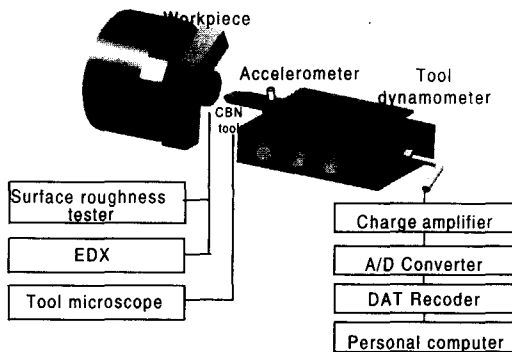 Workpiece
Accelerometer
Tool
dynamometer
CBN
tool
Surface roughness
tester
EDX
Tool microscope
Charge amplifier
A/D Converter
DAT Recoder
Personal computer